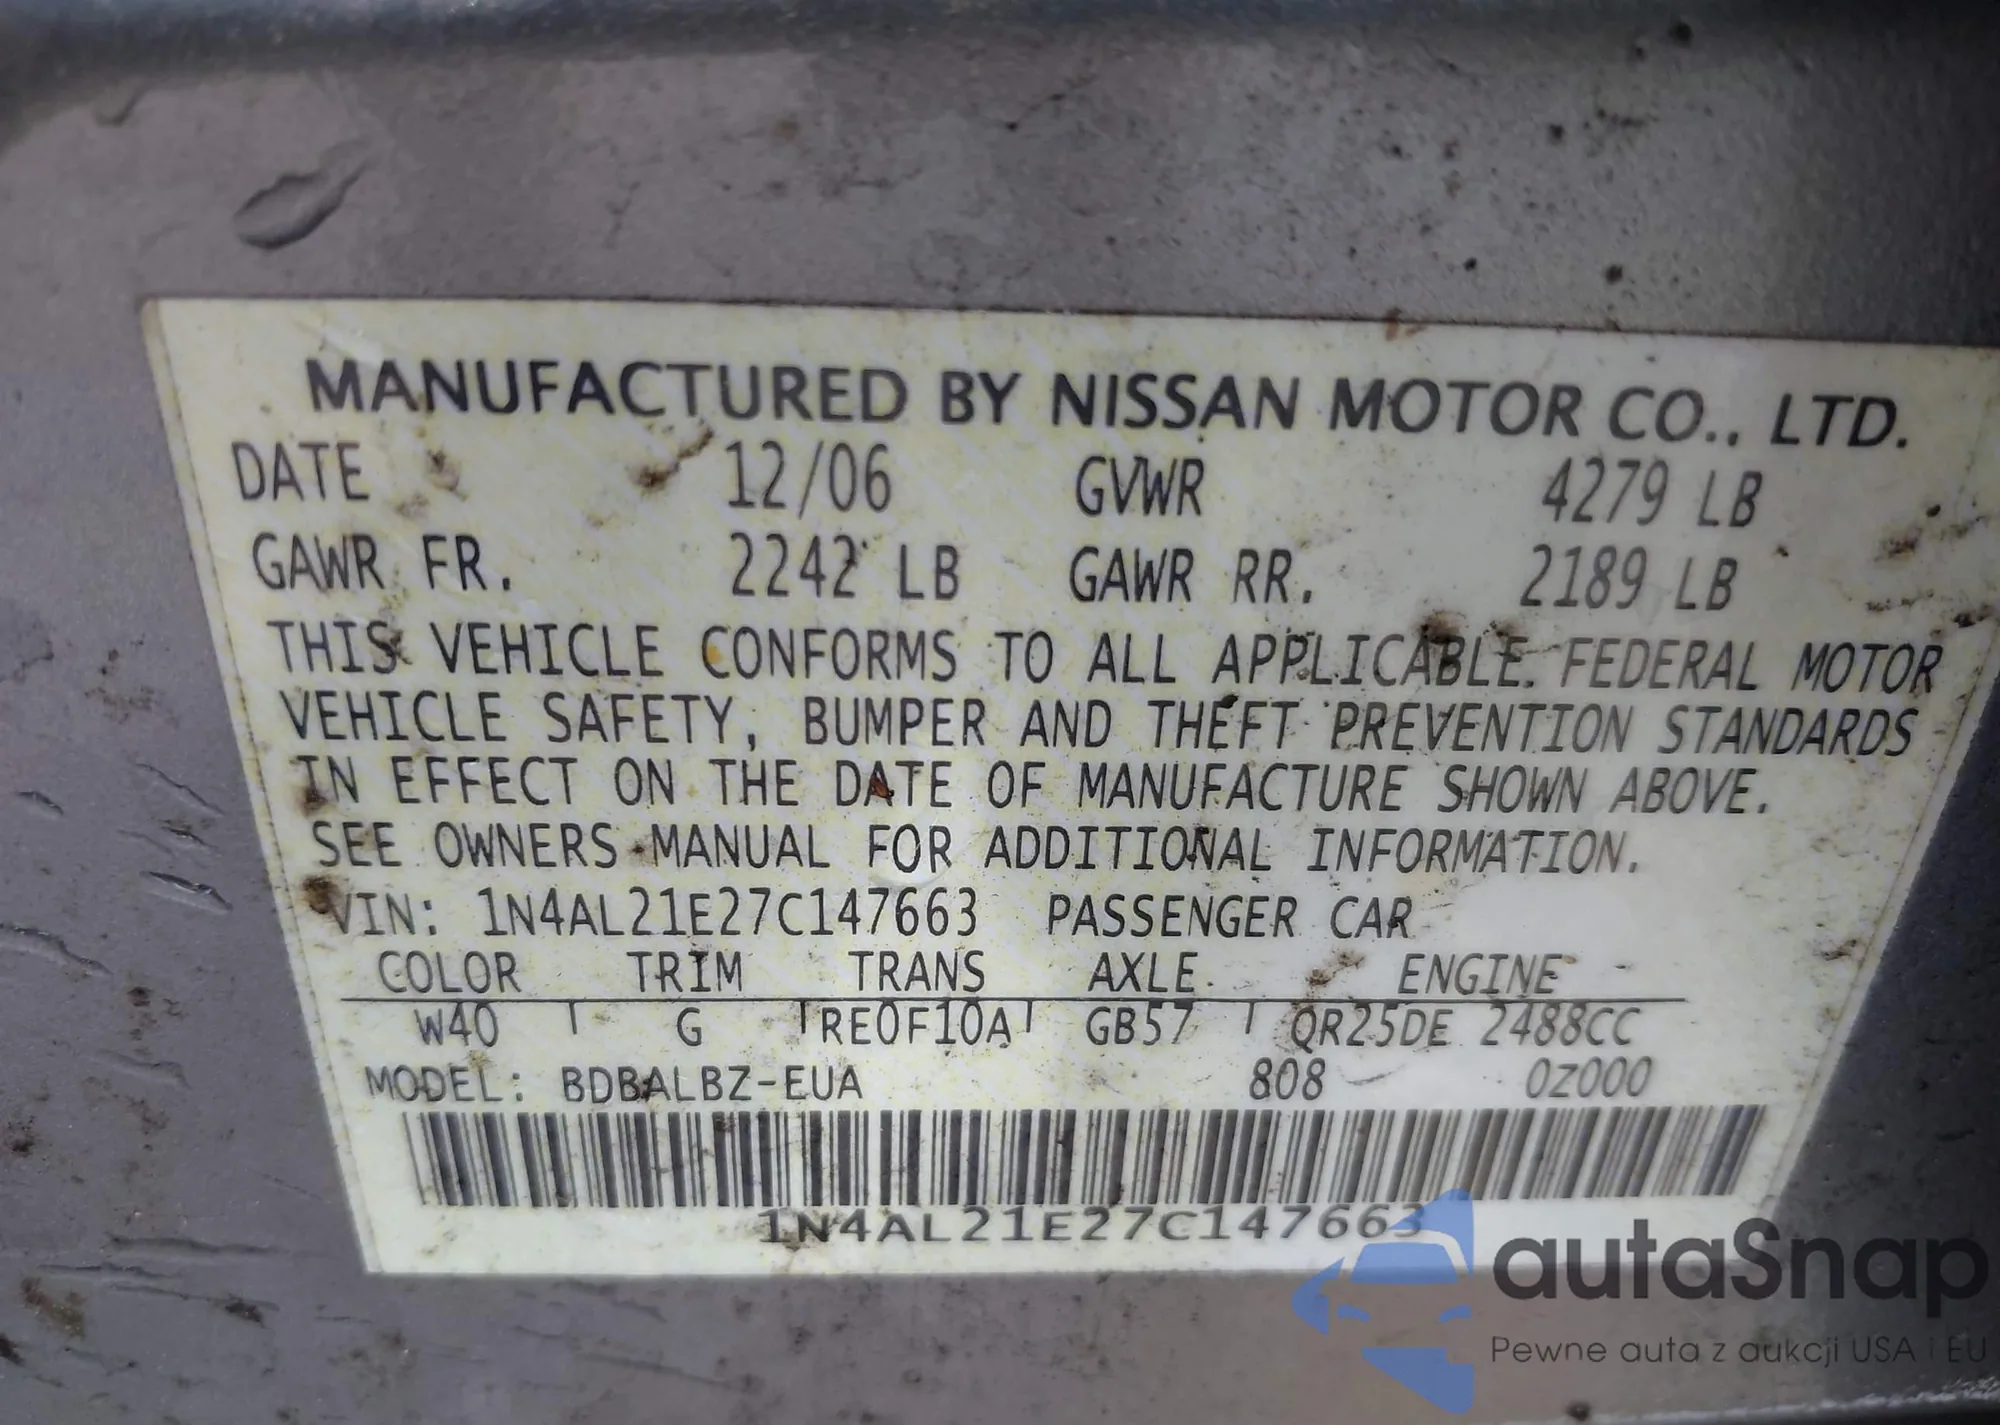 MANUFACTURED BY NISSAN MOTOR CO., LTD.
DATE 12/06 GVWR 4279 LB
GAWR FR. 2242 LB GAWR RR. 2189 LB
THIS VEHICLE CONFORMS TO ALL APPLICABLE FEDERAL MOTOR
VEHICLE SAFETY, BUMPER AND THEFT PREVENTION STANDARDS
IN EFFECT ON THE DATE OF MANUFACTURE SHOWN ABOVE.
SEE OWNERS MANUAL FOR ADDITIONAL INFORMATION.
VIN: 1N4AL21E27C147663 PASSENGER CAR
COLOR TRIM TRANS AXLE ENGINE
W40 G RE0F10A GB57 QR25DE 2488CC
MODEL: BDBALBZ-EUA 808 0Z000
1N4AL21E27C147663
autaSnap
Pewne auta z aukcji USA i EU